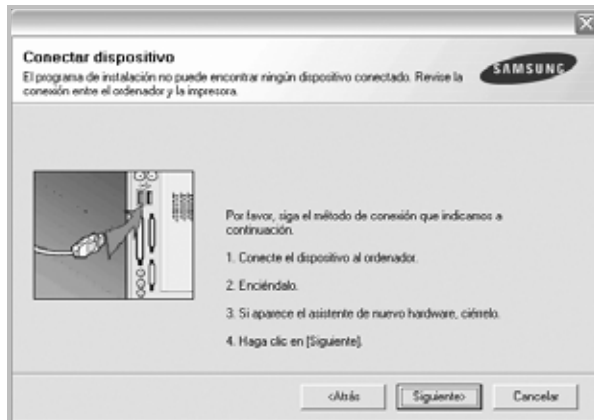 Conectar dispositivo
El programa de instalación no puede encontrar ningún dispositivo conectado. Revise la
conexión entre el ordenador y la impresora.
SAMSUNG
Por favor, siga el método de conexión que indicamos a
continuación.
1. Conecte el dispositivo al ordenador.
2. Enciéndalo.
3. Si aparece el asistente de nuevo hardware, ciérrelo.
4. Haga clic en [Siguiente].
<Atrás
Siguiente>
Cancelar